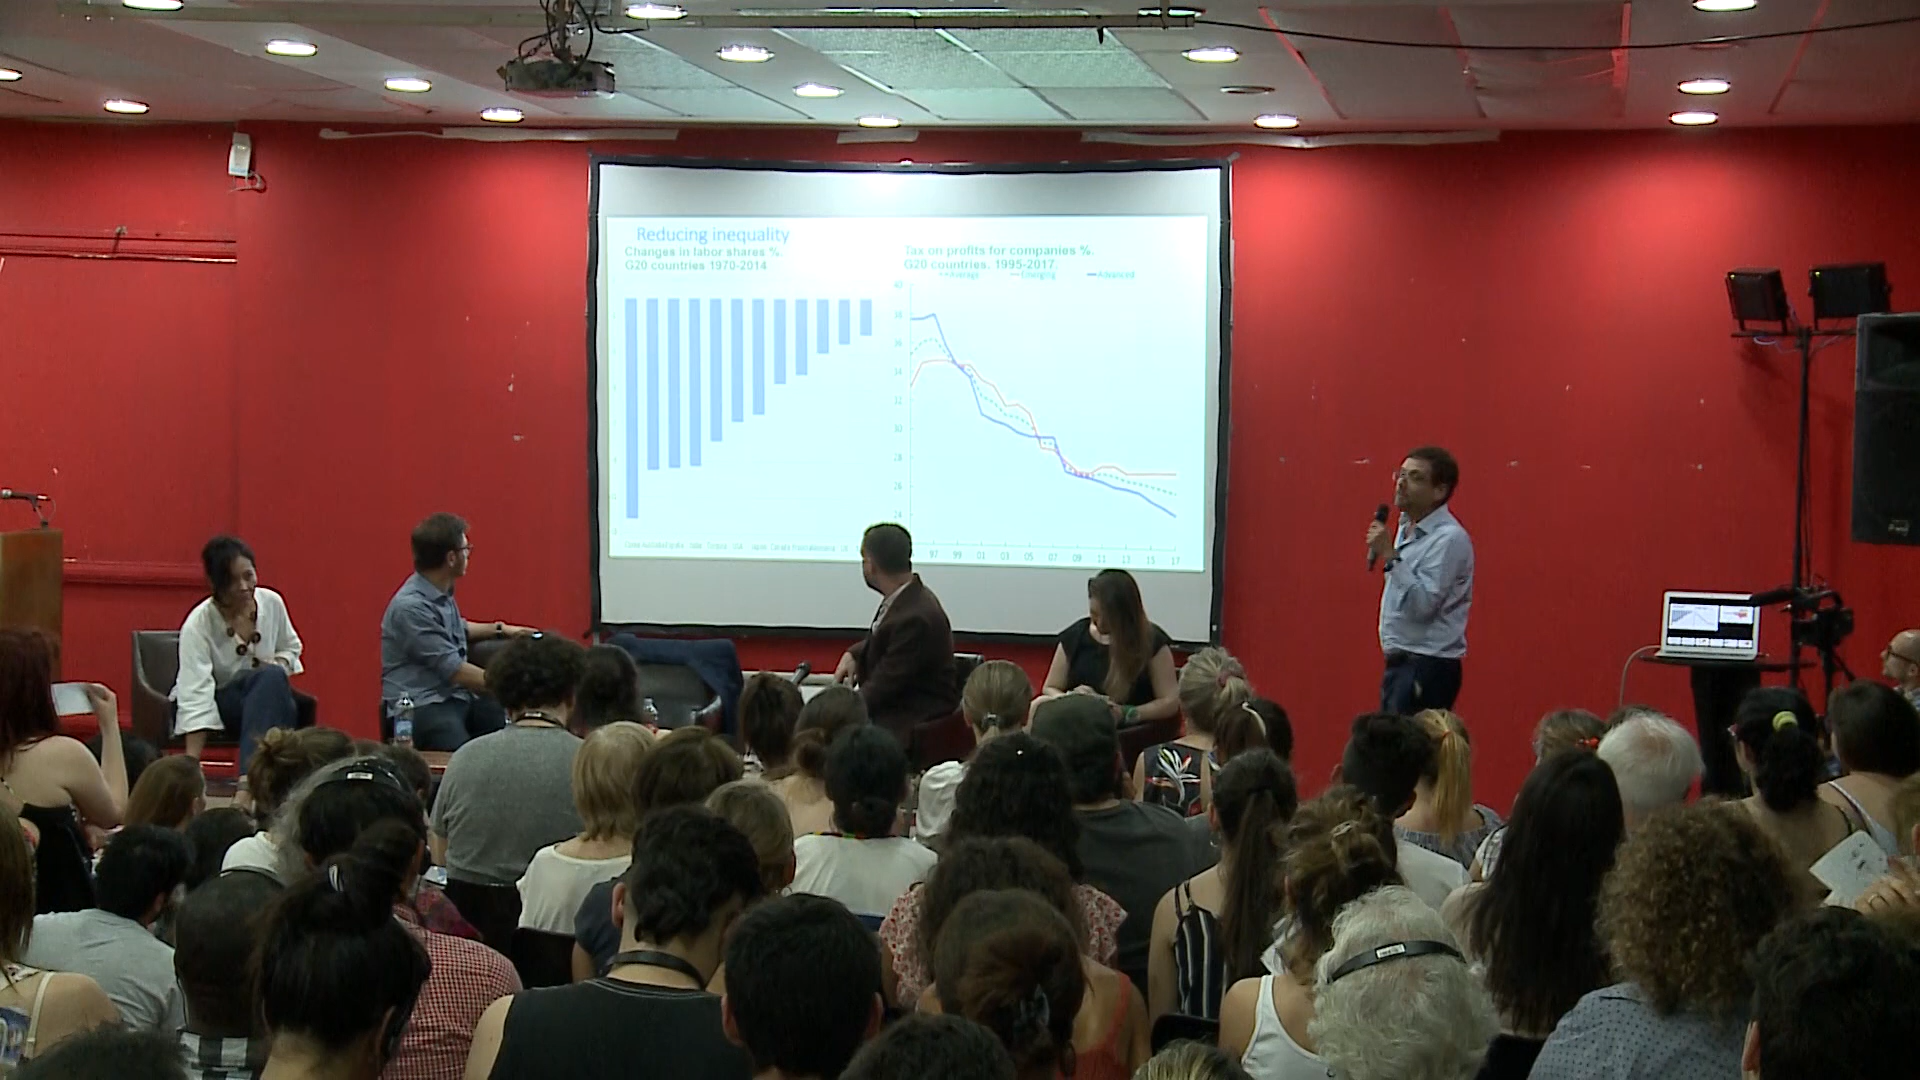 Reducing inequality
Changes in labor shares %.
G20 countries 1970-2014
Tax on profits for companies %.
G20 countries. 1995-2017.
Average Emerging Advanced
40
38
36
34
32
30
28
26
24
97 99 01 03 05 07 09 11 13 15 17